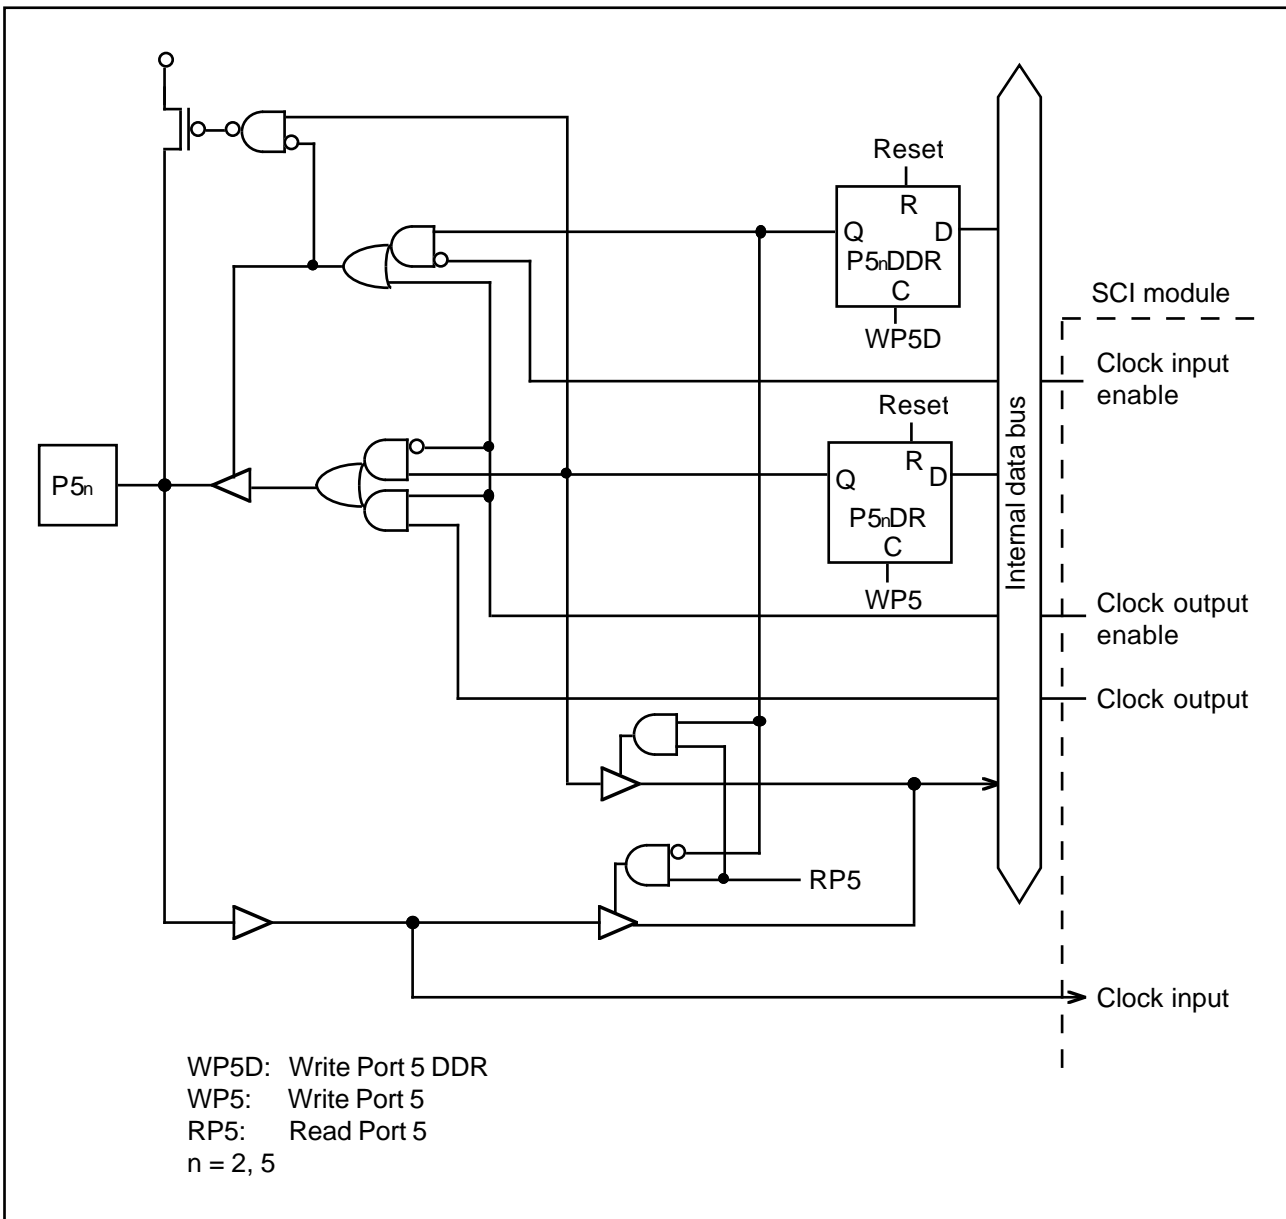 Reset
R
Q
D
P5nDDR
C
WP5D
SCI module
Clock input
enable
Reset
R
Q
D
P5nDR
C
WP5
Internal data bus
P5n
Clock output
enable
Clock output
RP5
Clock input
WP5D: Write Port 5 DDR
WP5: Write Port 5
RP5: Read Port 5
n = 2, 5